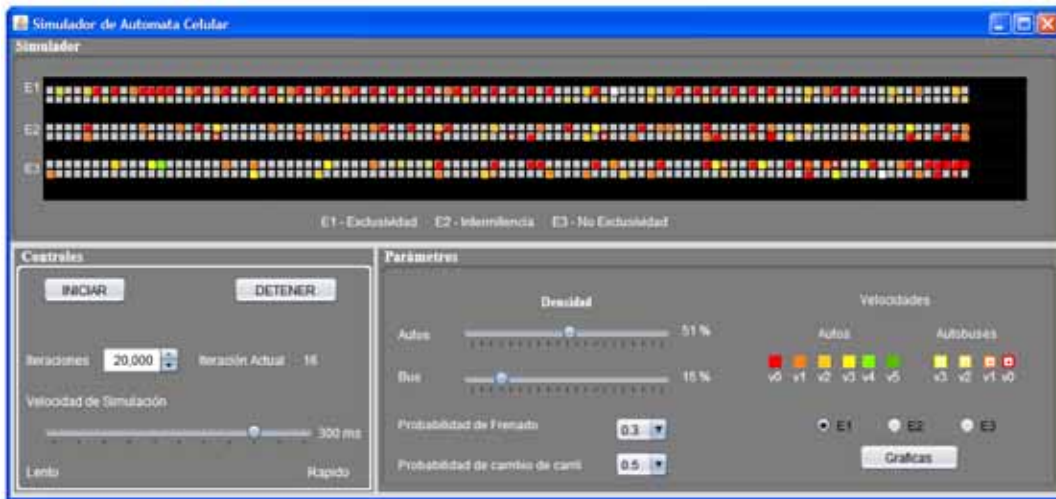 Simulador de Automata Celular
Simulador
E1
E2
E3
E1 - Exclusividad E2 - Intermitencia E3 - No Exclusividad
Controles
INICIAR DETENER
Iteraciones 20,000 Iteración Actual 16
Velocidad de Simulación
300 ms
Lento Rapido
Parámetros
Densidad
Autos 51 %
Bus 15 %
Probabilidad de Frenado 0.3
Probabilidad de cambio de carril 0.5
Velocidades
Autos Autobuses
v0 v1 v2 v3 v4 v5 v3 v2 v1 v0
E1 E2 E3
Graficas